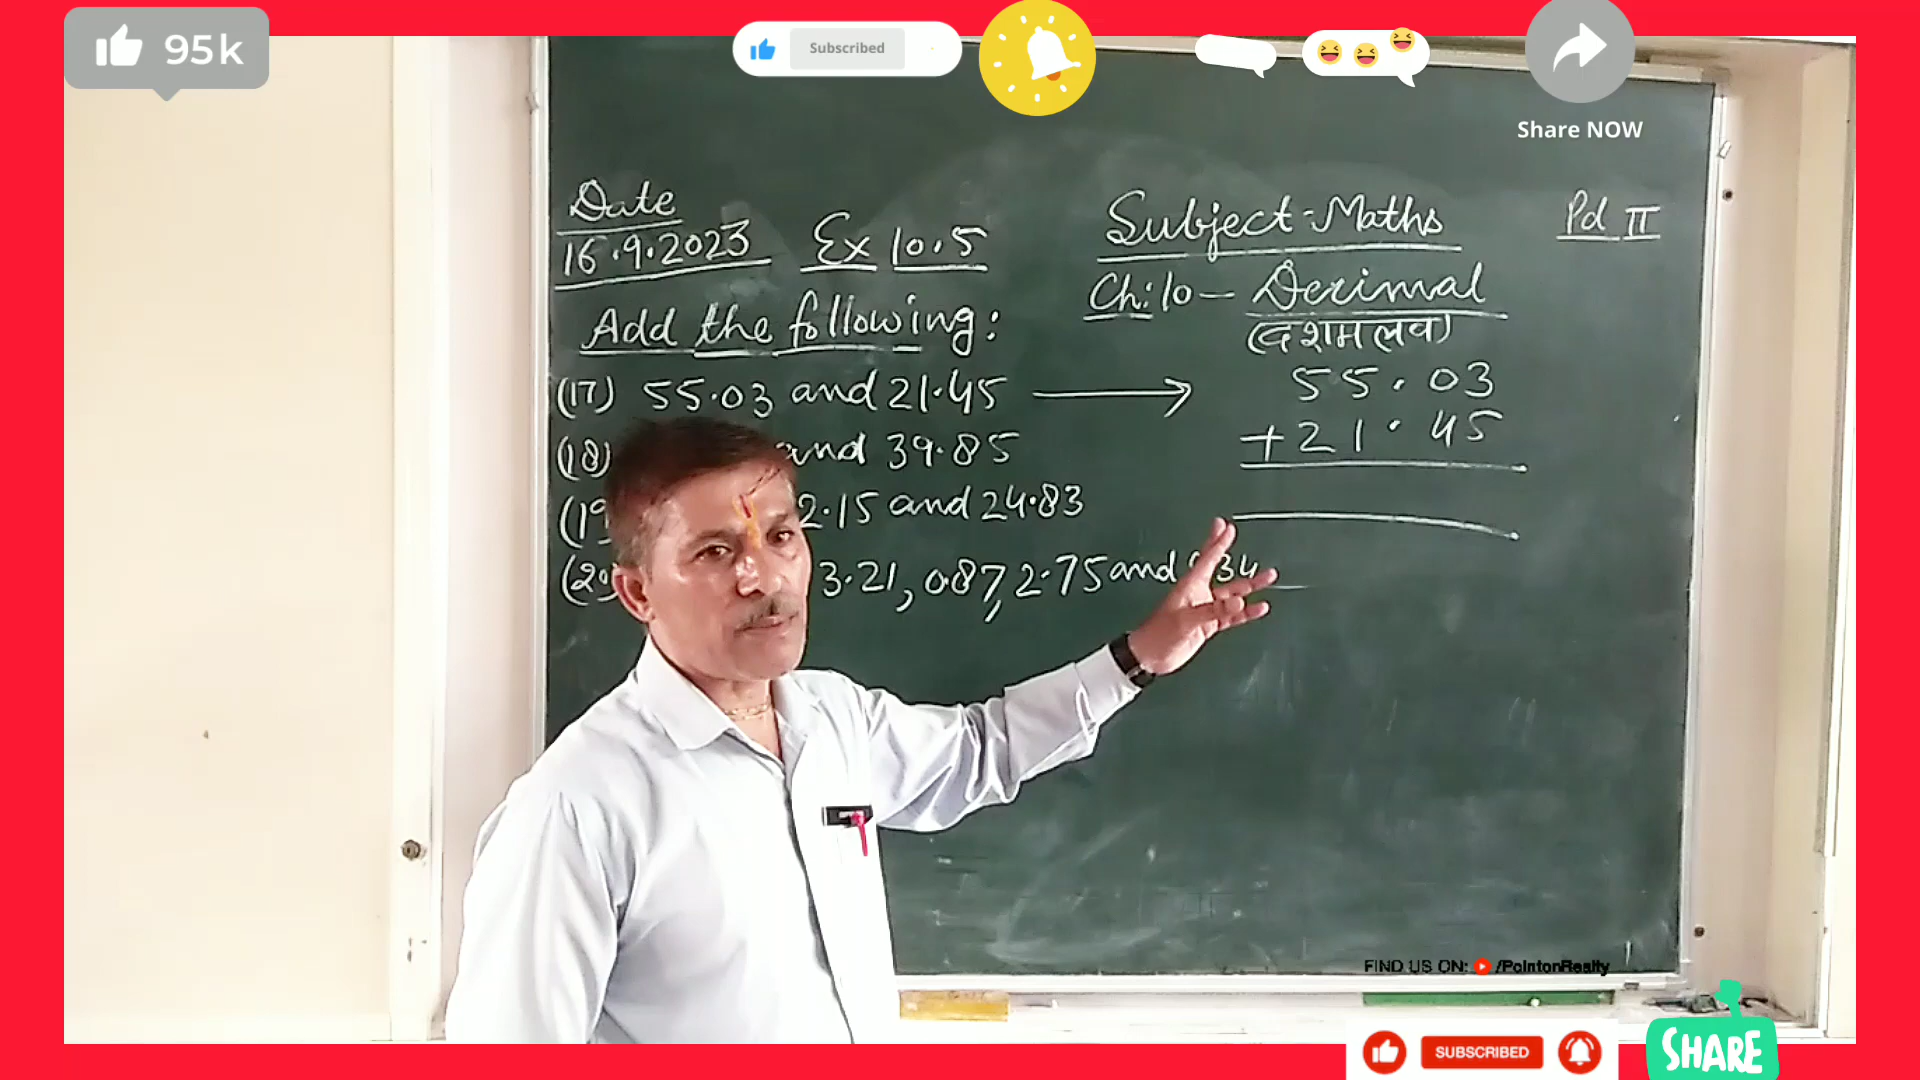 95k
Subscribed
Share NOW
Date
16.9.2023 Ex 10.5
Subject-Maths
Pd II
Ch:10 - Decimal
(दशमलव)
Add the following:
(17) 55.03 and 21.45
55.03
+21.45
(18) and 39.85
2.15 and 24.83
3.21, 0.87, 2.75 and 34
FIND US ON: /PointonRealty
SUBSCRIBED
SHARE